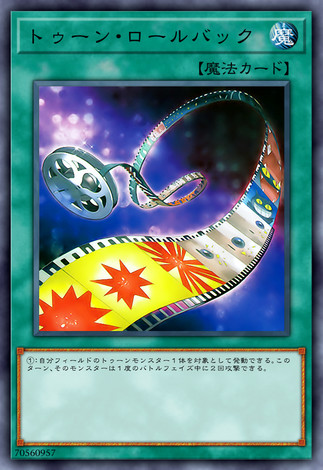 トゥーン・ロールバック
魔
【魔法カード】
①：自分フィールドのトゥーンモンスター１体を対象として発動できる。この
ターン、そのモンスターは１度のバトルフェイズ中に２回攻撃できる。
70560957